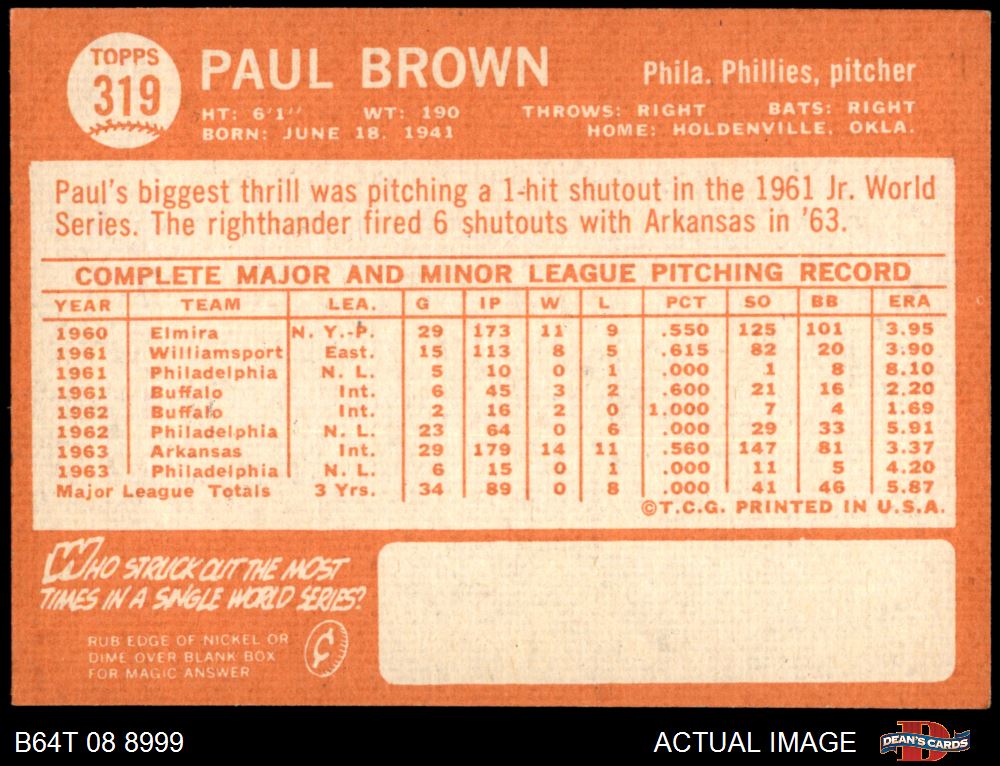 TOPPS
319
PAUL BROWN
Phila. Phillies, pitcher
HT: 6'1" WT: 190 THROWS: RIGHT BATS: RIGHT
BORN: JUNE 18, 1941 HOME: HOLDENVILLE, OKLA.
Paul's biggest thrill was pitching a 1-hit shutout in the 1961 Jr. World
Series. The righthander fired 6 shutouts with Arkansas in '63.
COMPLETE MAJOR AND MINOR LEAGUE PITCHING RECORD
YEAR TEAM LEA. G IP W L PCT SO BB ERA
1960 Elmira N. Y.-P. 29 173 11 9 .550 125 101 3.95
1961 Williamsport East. 15 113 8 5 .615 82 20 3.90
1961 Philadelphia N. L. 5 10 0 1 .000 1 8 8.10
1961 Buffalo Int. 6 45 3 2 .600 21 16 2.20
1962 Buffalo Int. 2 16 2 0 1.000 7 4 1.69
1962 Philadelphia N. L. 23 64 0 6 .000 29 33 5.91
1963 Arkansas Int. 29 179 14 11 .560 147 81 3.37
1963 Philadelphia N. L. 6 15 0 1 .000 11 5 4.20
Major League Totals 3 Yrs. 34 89 0 8 .000 41 46 5.87
©T.C.G. PRINTED IN U.S.A.
WHO STRUCK OUT THE MOST
TIMES IN A SINGLE WORLD SERIES?
RUB EDGE OF NICKEL OR
DIME OVER BLANK BOX
FOR MAGIC ANSWER
¢
B64T 08 8999
ACTUAL IMAGE
DEAN'S CARDS